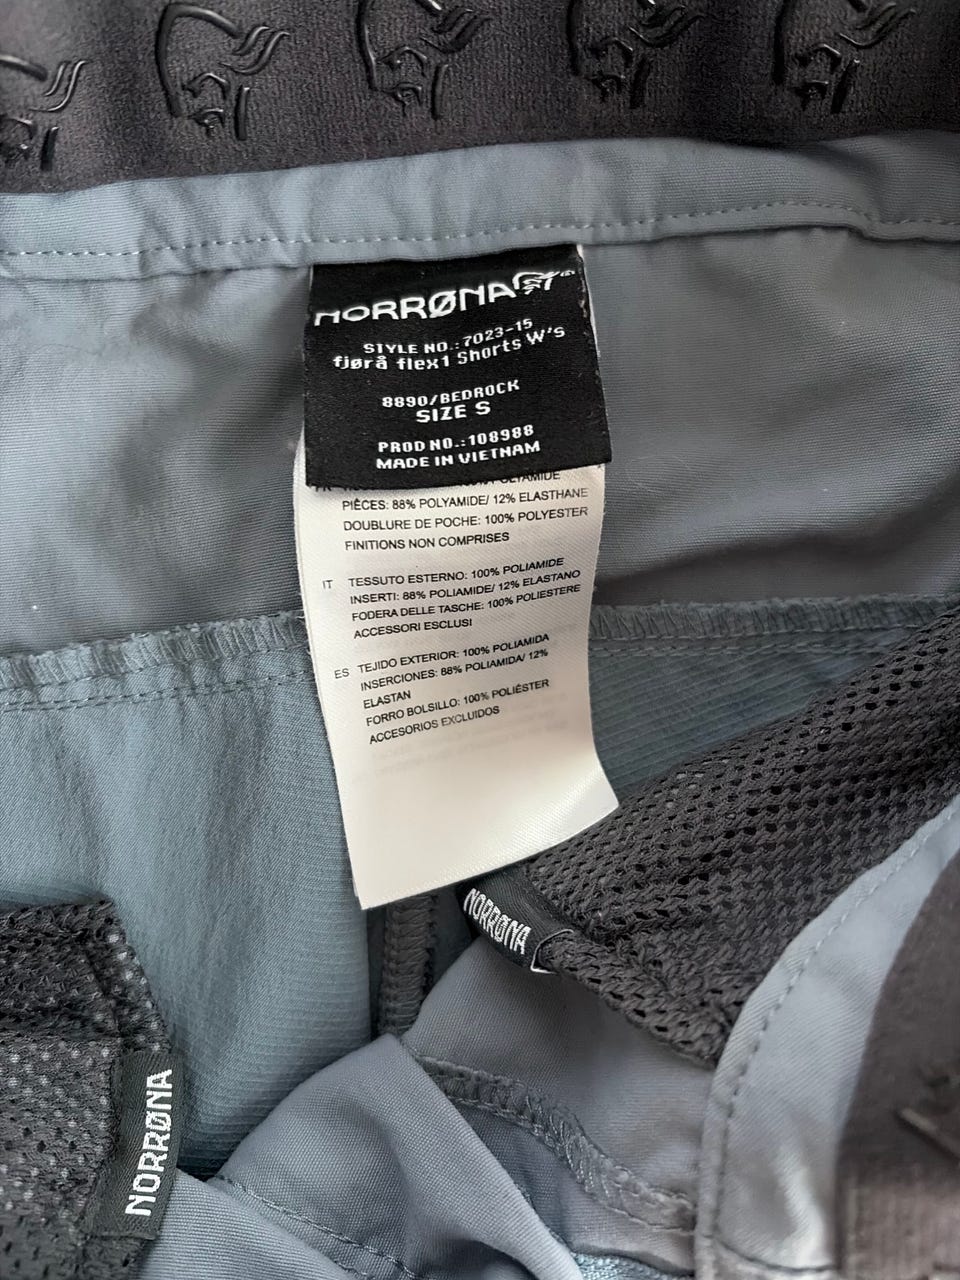 NORRØNA
STYLE NO.: 7023-15
fjørå flex1 Shorts W's
8890/BEDROCK
SIZE S
PROD NO.: 108988
MADE IN VIETNAM
PIÈCES: 88% POLYAMIDE/ 12% ELASTHANE
DOUBLURE DE POCHE: 100% POLYESTER
FINITIONS NON COMPRISES
IT TESSUTO ESTERNO: 100% POLIAMIDE
INSERTI: 88% POLIAMIDE/ 12% ELASTANO
FODERA DELLE TASCHE: 100% POLIESTERE
ACCESSORI ESCLUSI
ES TEJIDO EXTERIOR: 100% POLIAMIDA
INSERCIONES: 88% POLIAMIDA/ 12%
ELASTAN
FORRO BOLSILLO: 100% POLIÉSTER
ACCESORIOS EXCLUIDOS
NORRØNA
NORRØNA